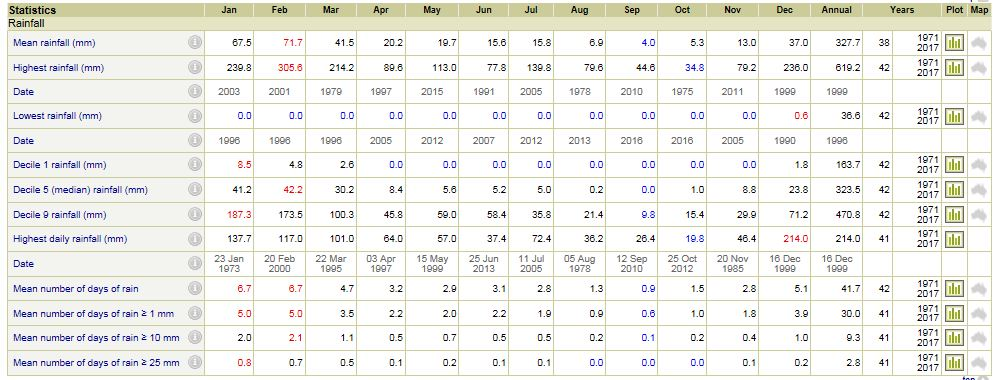 Statistics Jan Feb Mar Apr May Jun Jul Aug Sep Oct Nov Dec Annual Years Plot Map
Rainfall
Mean rainfall (mm) 67.5 71.7 41.5 20.2 19.7 15.6 15.8 6.9 4.0 5.3 13.0 37.0 327.7 38 1971 2017
Highest rainfall (mm) 239.8 305.6 214.2 89.6 113.0 77.8 139.8 79.6 44.6 34.8 79.2 236.0 619.2 42 1971 2017
Date 2003 2001 1979 1997 2015 1991 2005 1978 2010 1975 2011 1999 1999
Lowest rainfall (mm) 0.0 0.0 0.0 0.0 0.0 0.0 0.0 0.0 0.0 0.0 0.0 0.6 36.6 42 1971 2017
Date 1996 1996 1996 2005 2012 2007 2012 2013 2016 2016 2005 1990 1996
Decile 1 rainfall (mm) 8.5 4.8 2.6 0.0 0.0 0.0 0.0 0.0 0.0 0.0 0.0 1.8 163.7 42 1971 2017
Decile 5 (median) rainfall (mm) 41.2 42.2 30.2 8.4 5.6 5.2 5.0 0.2 0.0 1.0 8.8 23.8 323.5 42 1971 2017
Decile 9 rainfall (mm) 187.3 173.5 100.3 45.8 59.0 58.4 35.8 21.4 9.8 15.4 29.9 71.2 470.8 42 1971 2017
Highest daily rainfall (mm) 137.7 117.0 101.0 64.0 57.0 37.4 72.4 36.2 26.4 19.8 46.4 214.0 214.0 41 1971 2017
Date 23 Jan 1973 20 Feb 2000 22 Mar 1995 03 Apr 1997 15 May 1999 25 Jun 2013 11 Jul 2005 05 Aug 1978 12 Sep 2010 25 Oct 2012 20 Nov 1985 16 Dec 1999 16 Dec 1999
Mean number of days of rain 6.7 6.7 4.7 3.2 2.9 3.1 2.8 1.3 0.9 1.5 2.8 5.1 41.7 42 1971 2017
Mean number of days of rain ≥ 1 mm 5.0 5.0 3.5 2.2 2.0 2.2 1.9 0.9 0.6 1.0 1.8 3.9 30.0 41 1971 2017
Mean number of days of rain ≥ 10 mm 2.0 2.1 1.1 0.5 0.7 0.5 0.5 0.2 0.1 0.2 0.4 1.0 9.3 41 1971 2017
Mean number of days of rain ≥ 25 mm 0.8 0.7 0.5 0.1 0.2 0.1 0.1 0.0 0.0 0.0 0.1 0.2 2.8 41 1971 2017